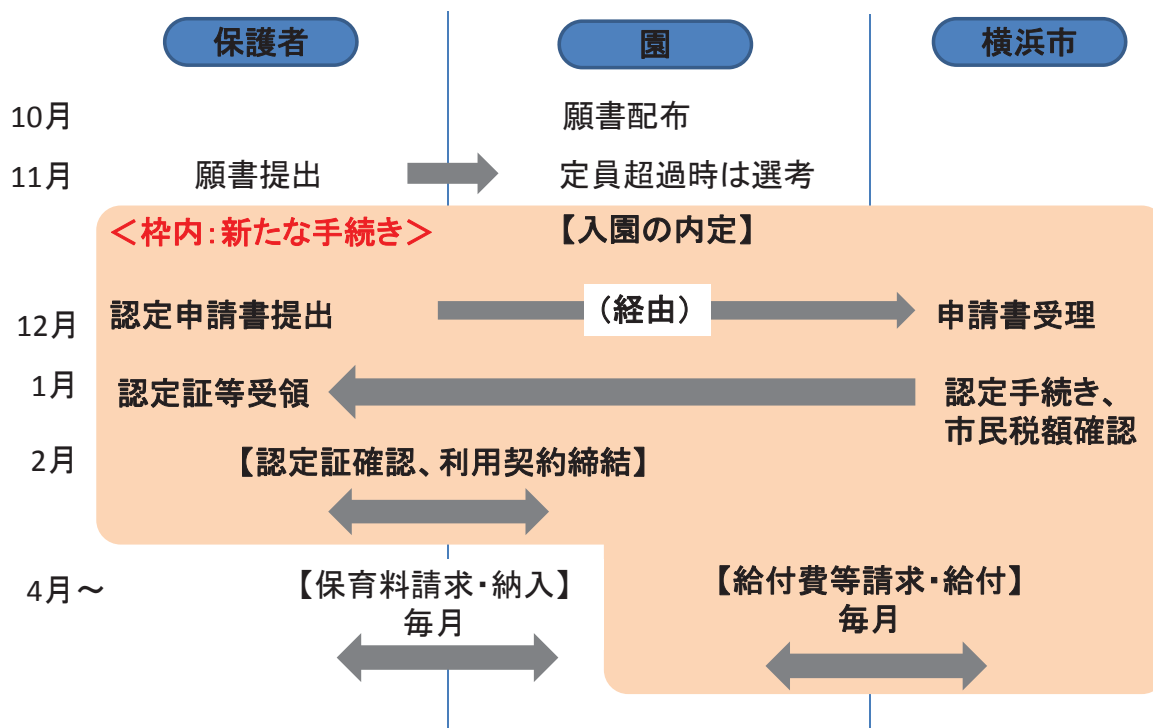 保護者
園
横浜市
10月
願書配布
11月
願書提出
定員超過時は選考
＜枠内：新たな手続き＞
【入園の内定】
12月
認定申請書提出
（経由）
申請書受理
1月
認定証等受領
認定手続き、
市民税額確認
2月
【認定証確認、利用契約締結】
4月～
【保育料請求・納入】
毎月
【給付費等請求・給付】
毎月